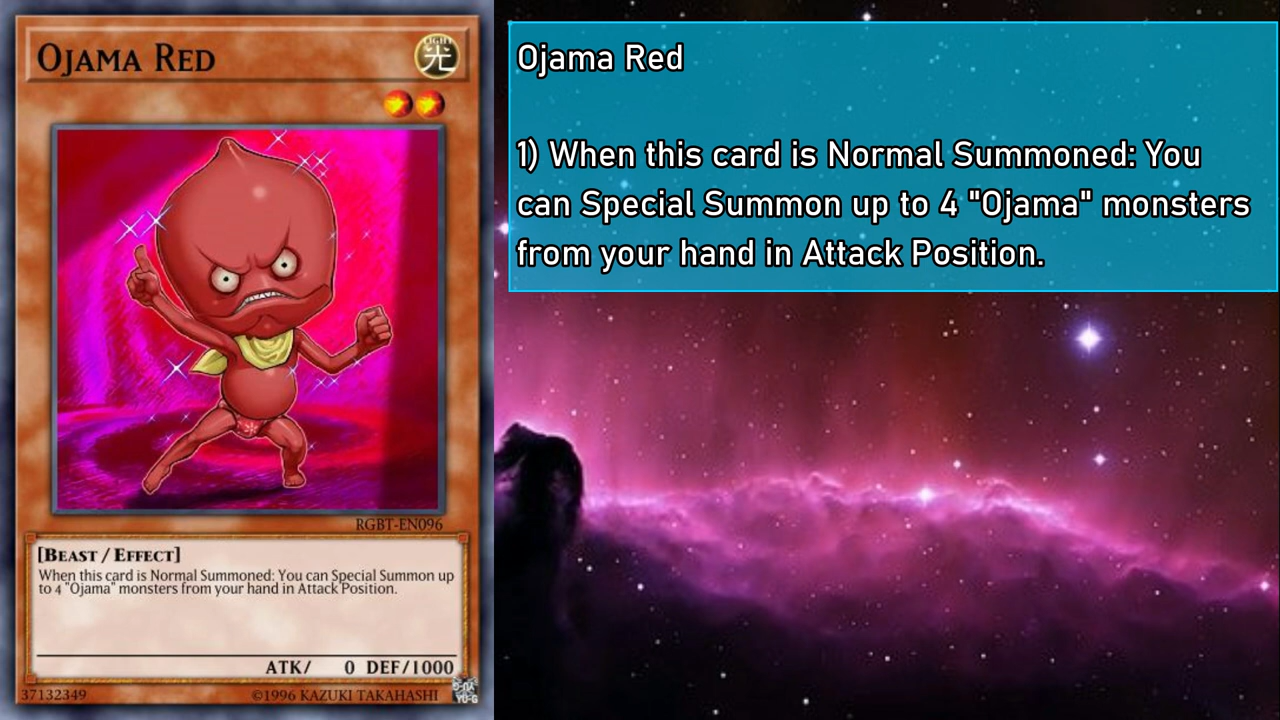 Ojama Red
LIGHT
光
RGBT-EN096
[Beast / Effect]
When this card is Normal Summoned: You can Special Summon up
to 4 "Ojama" monsters from your hand in Attack Position.
ATK/ 0 DEF/1000
37132349
©1996 KAZUKI TAKAHASHI
Ojama Red
1) When this card is Normal Summoned: You
can Special Summon up to 4 "Ojama" monsters
from your hand in Attack Position.